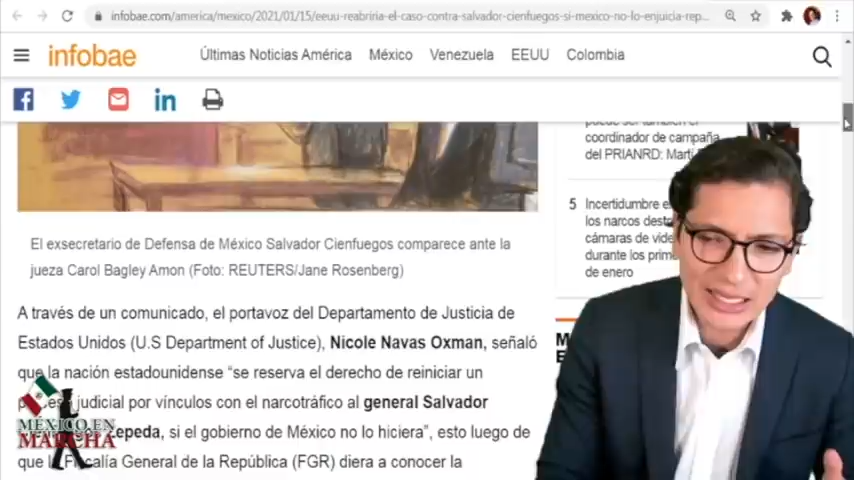 infobae.com/america/mexico/2021/01/15/eeuu-reabriria-el-caso-contra-salvador-cienfuegos-si-mexico-no-lo-enjuicia-rep...
infobae
Últimas Noticias América México Venezuela EEUU Colombia
coordinador de campaña
del PRIANRD: Martí
5 Incertidumbre e
los narcos
cámaras de vide
durante los prim
de enero
El exsecretario de Defensa de México Salvador Cienfuegos comparece ante la
jueza Carol Bagley Amon (Foto: REUTERS/Jane Rosenberg)
A través de un comunicado, el portavoz del Departamento de Justicia de
Estados Unidos (U.S Department of Justice), Nicole Navas Oxman, señaló
que la nación estadounidense “se reserva el derecho de reiniciar un
judicial por vínculos con el narcotráfico al general Salvador
Zepeda, si el gobierno de México no lo hiciera”, esto luego de
que la Fiscalía General de la República (FGR) diera a conocer la
MÉXICO EN
MARCHA